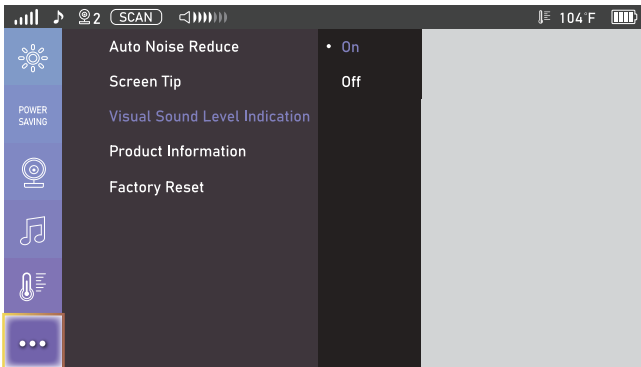 2 SCAN 104°F
Auto Noise Reduce • On
Screen Tip Off
POWER
SAVING
Visual Sound Level Indication
Product Information
Factory Reset